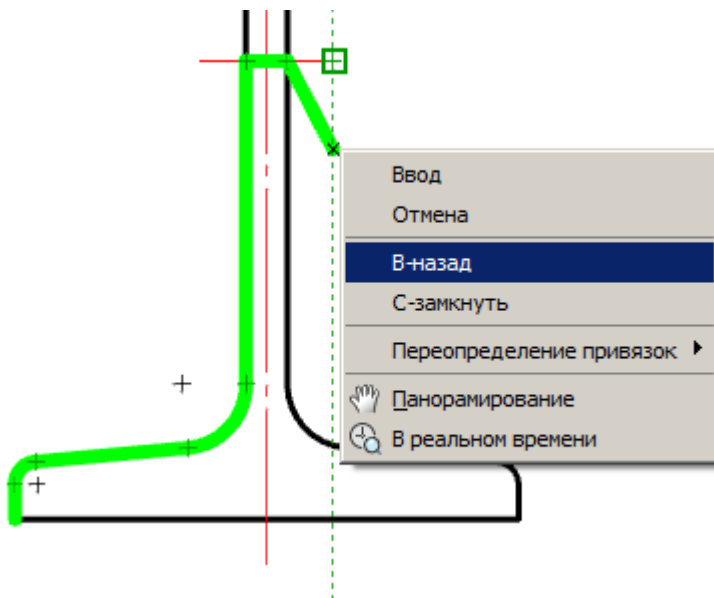 Ввод
Отмена
В-назад
С-замкнуть
Переопределение привязок
Панорамирование
В реальном времени